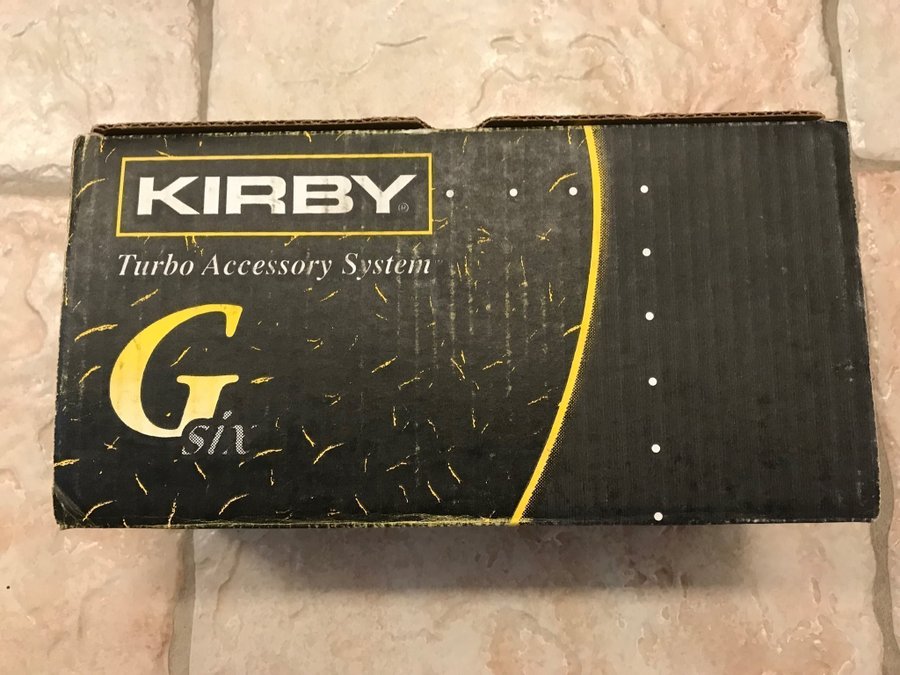 KIRBY®
Turbo Accessory System
G six